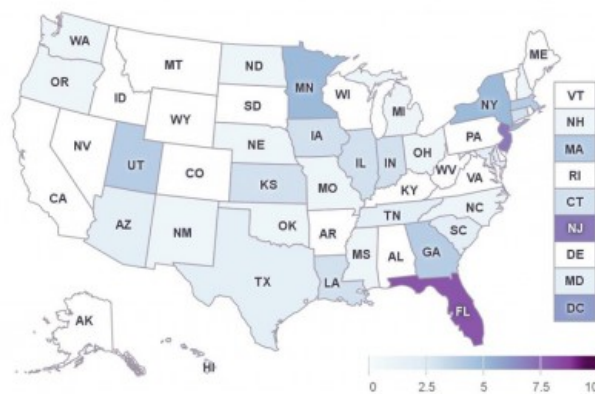 WA
MT
ND
MN
ME
OR
ID
SD
WI
MI
NY
WY
VT
NH
MA
RI
CT
NJ
DE
MD
DC
NV
UT
CO
NE
IA
IL
IN
OH
PA
WV
VA
CA
KS
MO
KY
AZ
NM
OK
AR
TN
NC
SC
TX
LA
MS
AL
GA
FL
AK
HI
0 2.5 5 7.5 10